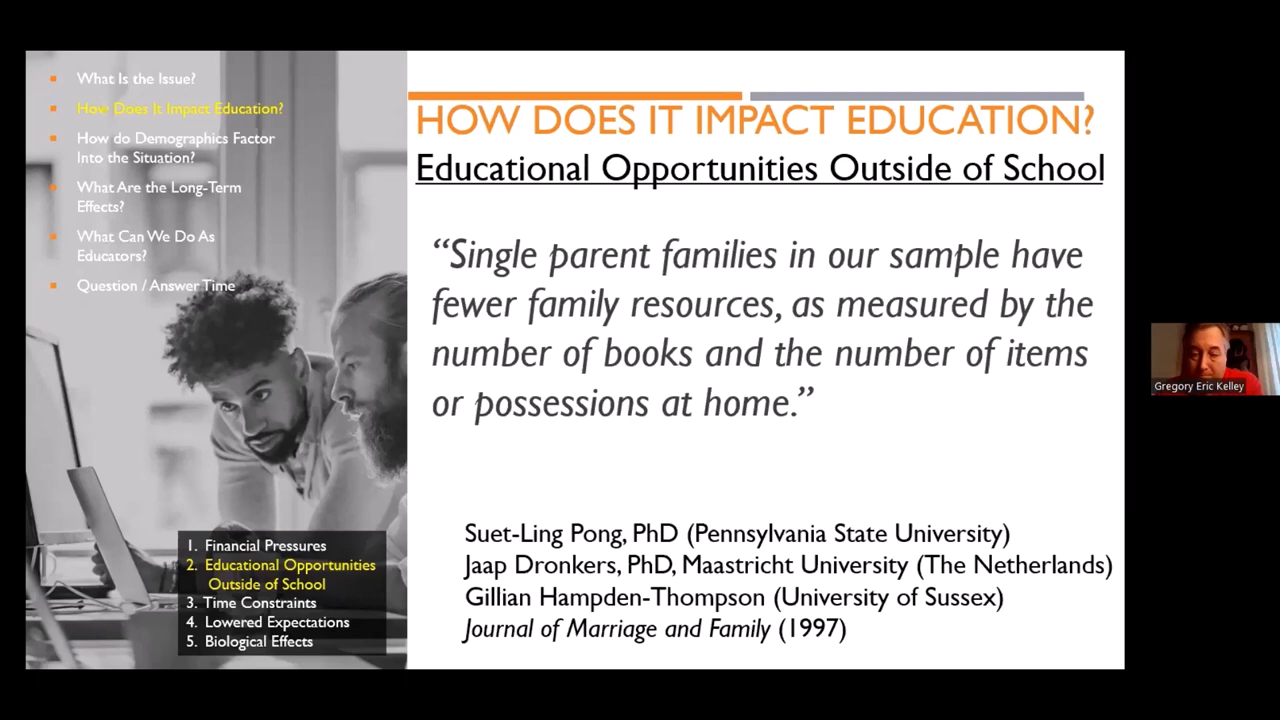 What Is the Issue?
How Does It Impact Education?
How do Demographics Factor
Into the Situation?
What Are the Long-Term
Effects?
What Can We Do As
Educators?
Question / Answer Time
1. Financial Pressures
2. Educational Opportunities
Outside of School
3. Time Constraints
4. Lowered Expectations
5. Biological Effects
HOW DOES IT IMPACT EDUCATION?
Educational Opportunities Outside of School
“Single parent families in our sample have
fewer family resources, as measured by the
number of books and the number of items
or possessions at home.”
Suet-Ling Pong, PhD (Pennsylvania State University)
Jaap Dronkers, PhD, Maastricht University (The Netherlands)
Gillian Hampden-Thompson (University of Sussex)
Journal of Marriage and Family (1997)
Gregory Eric Kelley